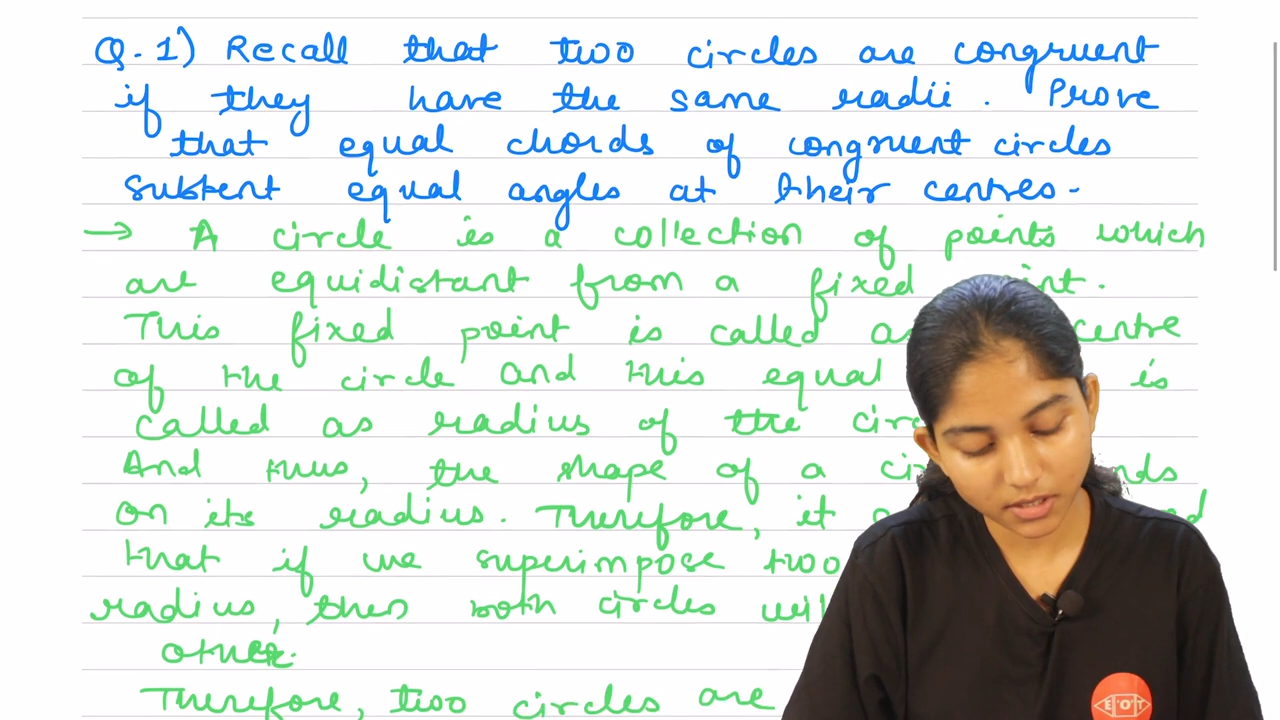 Q.1) Recall that two circles are congruent
if they have the same radii. Prove
that equal chords of congruent circles
subtent equal angles at their centres.
→ A circle is a collection of points which
are equidistant from a fixed
This fixed point is called as centre
of the circle and this equal is
called as radius of the
And thus, the shape of a
on its radius. Therefore, it
that if we superimpose two
radius, then both circles
other.
Therefore, two circles are
EOT